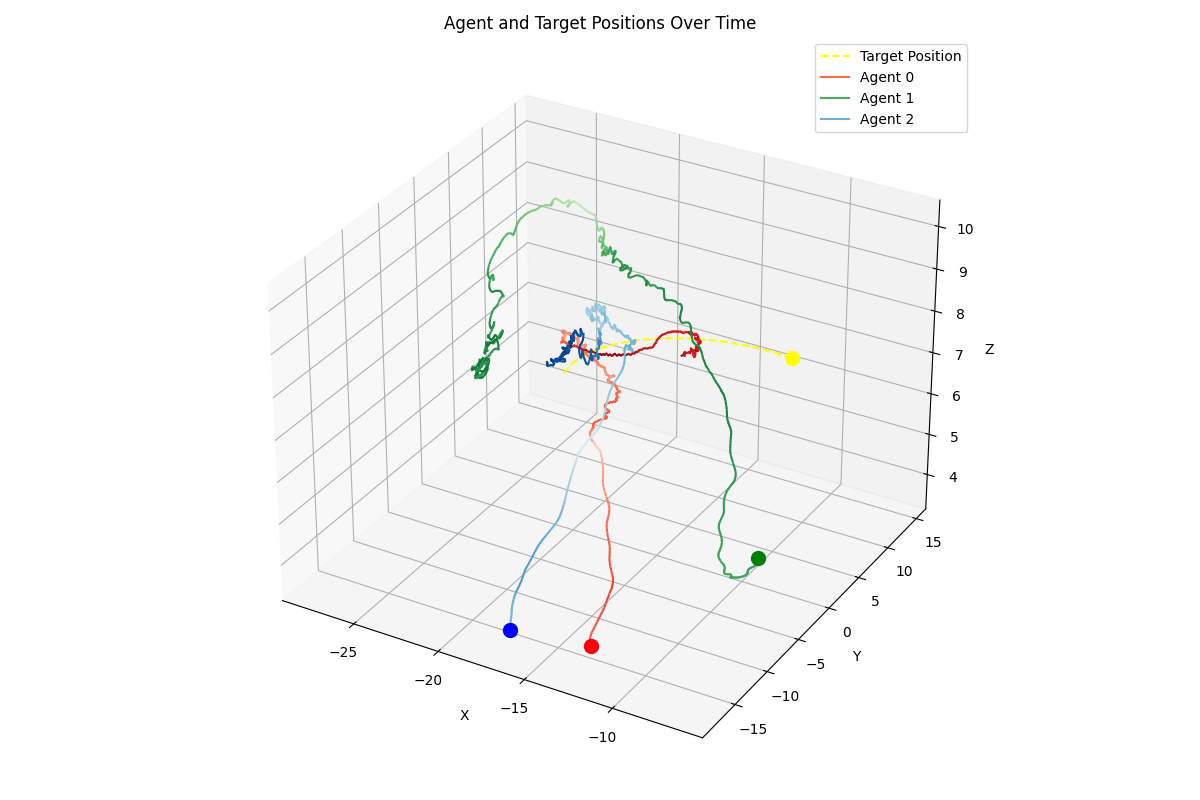 Agent and Target Positions Over Time
Target Position
Agent 0
Agent 1
Agent 2
10
9
8
7
6
5
4
Z
15
10
5
0
−5
−10
−15
Y
−25
−20
−15
−10
X